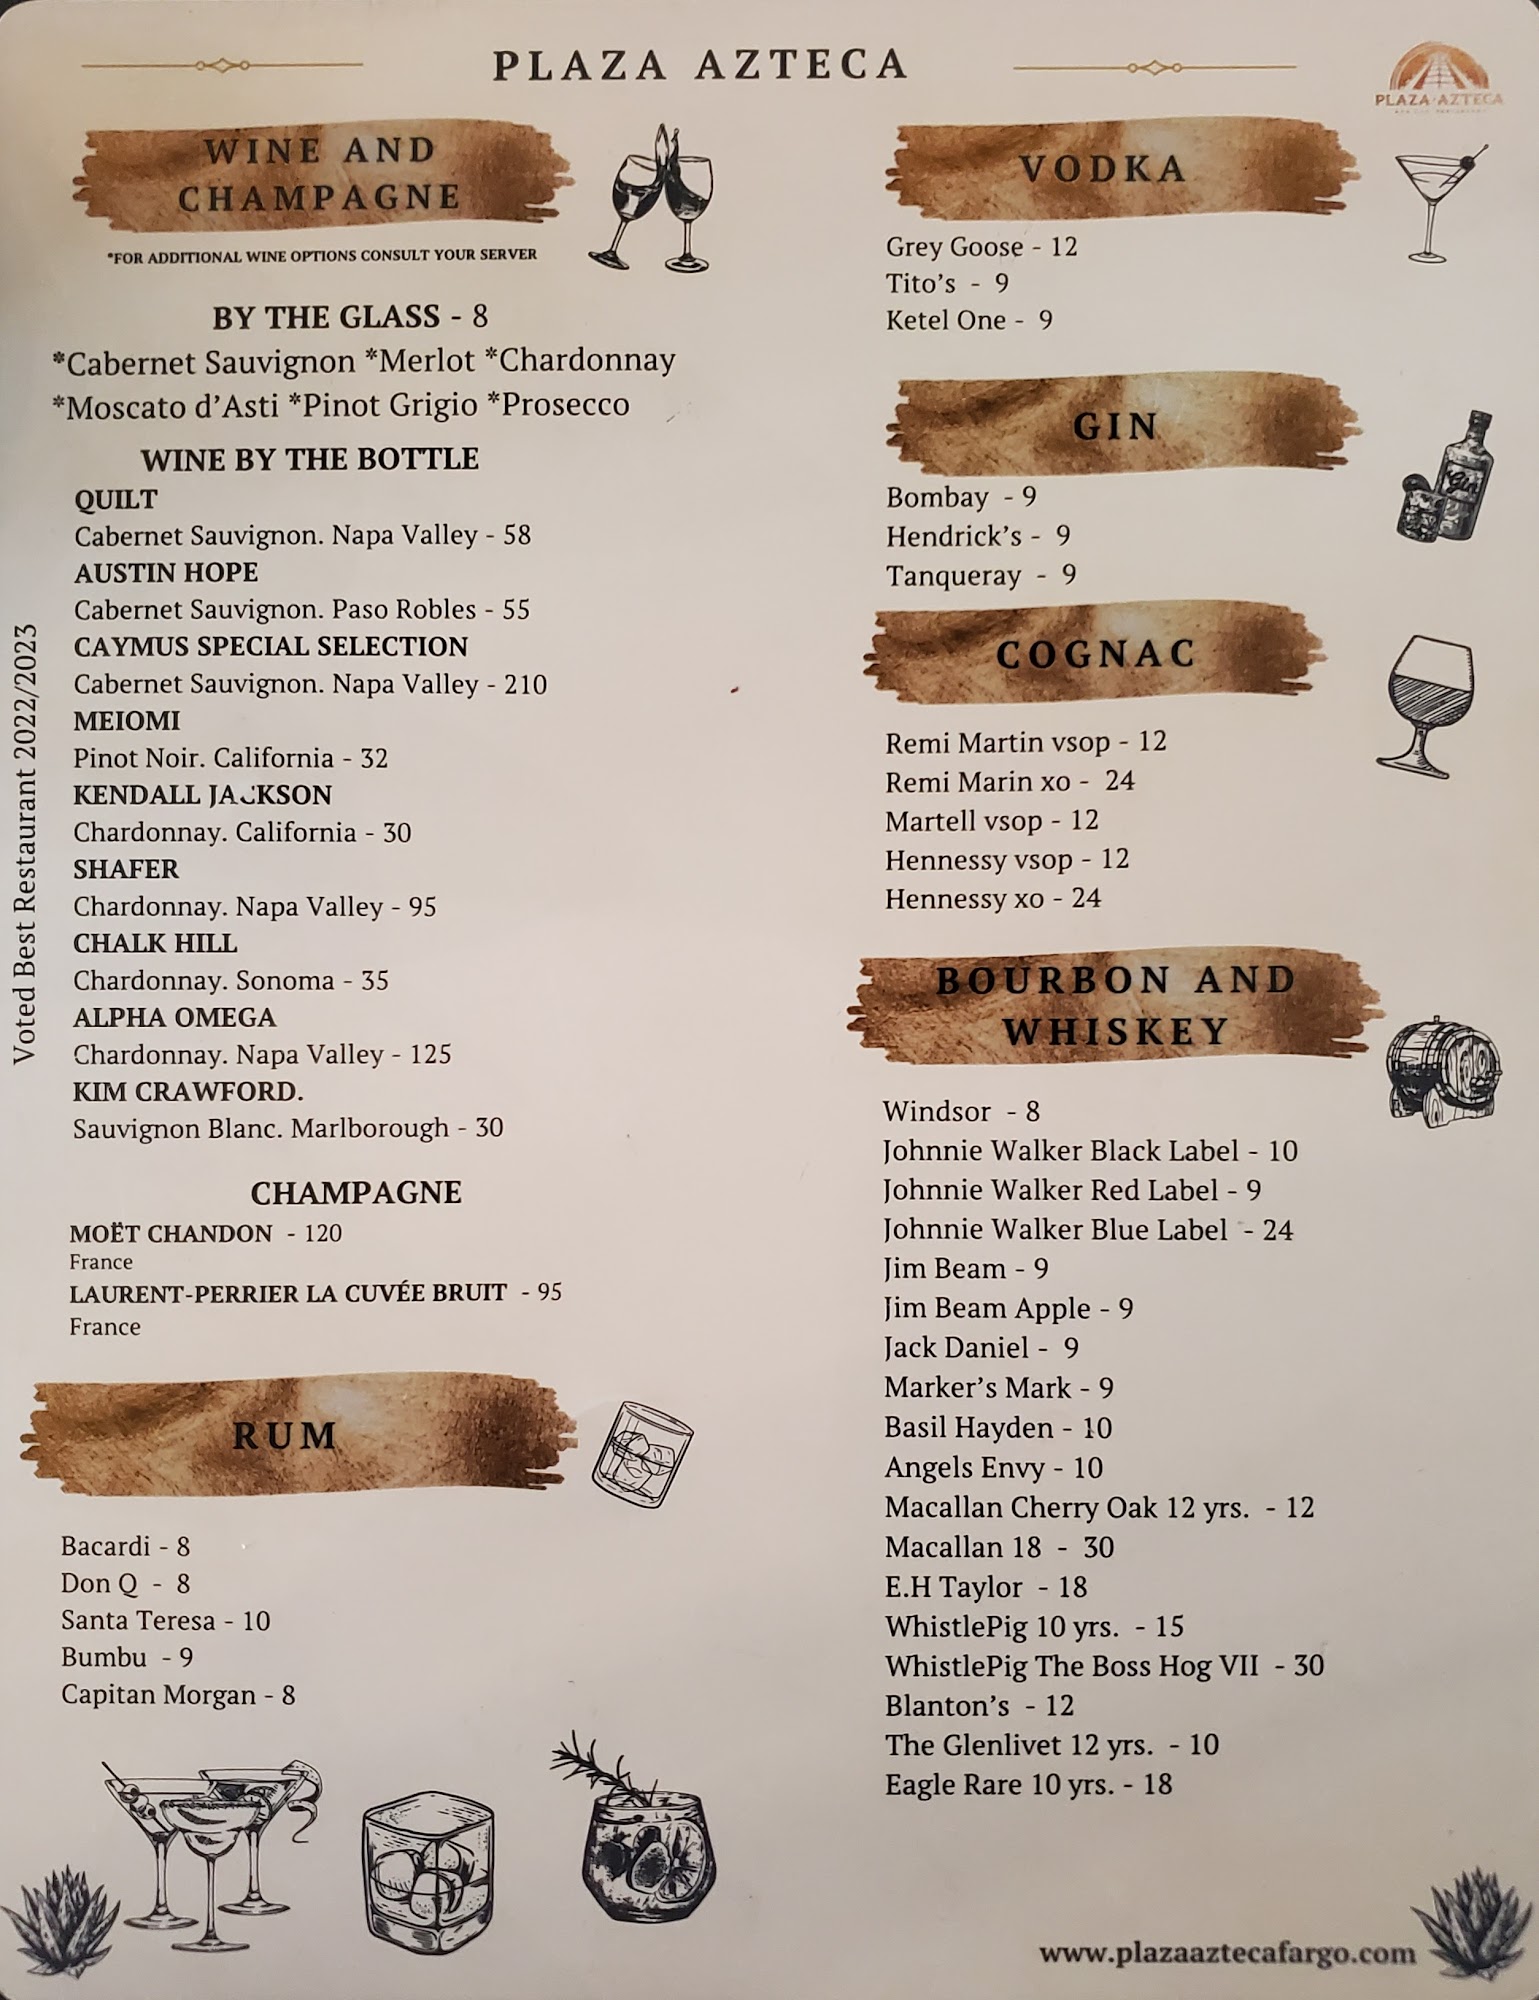 PLAZA AZTECA
PLAZA AZTECA
WINE AND
CHAMPAGNE
*FOR ADDITIONAL WINE OPTIONS CONSULT YOUR SERVER
BY THE GLASS - 8
*Cabernet Sauvignon *Merlot *Chardonnay
*Moscato d'Asti *Pinot Grigio *Prosecco
WINE BY THE BOTTLE
QUILT
Cabernet Sauvignon. Napa Valley - 58
AUSTIN HOPE
Cabernet Sauvignon. Paso Robles - 55
CAYMUS SPECIAL SELECTION
Cabernet Sauvignon. Napa Valley - 210
MEIOMI
Pinot Noir. California - 32
KENDALL JACKSON
Chardonnay. California - 30
SHAFER
Chardonnay. Napa Valley - 95
CHALK HILL
Chardonnay. Sonoma - 35
ALPHA OMEGA
Chardonnay. Napa Valley - 125
KIM CRAWFORD.
Sauvignon Blanc. Marlborough - 30
CHAMPAGNE
MOËT CHANDON - 120
France
LAURENT-PERRIER LA CUVÉE BRUIT - 95
France
RUM
Bacardi - 8
Don Q - 8
Santa Teresa - 10
Bumbu - 9
Capitan Morgan - 8
Voted Best Restaurant 2022/2023
VODKA
Grey Goose - 12
Tito's - 9
Ketel One - 9
GIN
Gin
Bombay - 9
Hendrick's - 9
Tanqueray - 9
COGNAC
Remi Martin vsop - 12
Remi Marin xo - 24
Martell vsop - 12
Hennessy vsop - 12
Hennessy xo - 24
BOURBON AND
WHISKEY
Windsor - 8
Johnnie Walker Black Label - 10
Johnnie Walker Red Label - 9
Johnnie Walker Blue Label - 24
Jim Beam - 9
Jim Beam Apple - 9
Jack Daniel - 9
Marker's Mark - 9
Basil Hayden - 10
Angels Envy - 10
Macallan Cherry Oak 12 yrs. - 12
Macallan 18 - 30
E.H Taylor - 18
WhistlePig 10 yrs. - 15
WhistlePig The Boss Hog VII - 30
Blanton's - 12
The Glenlivet 12 yrs. - 10
Eagle Rare 10 yrs. - 18
www.plazaaztecafargo.com